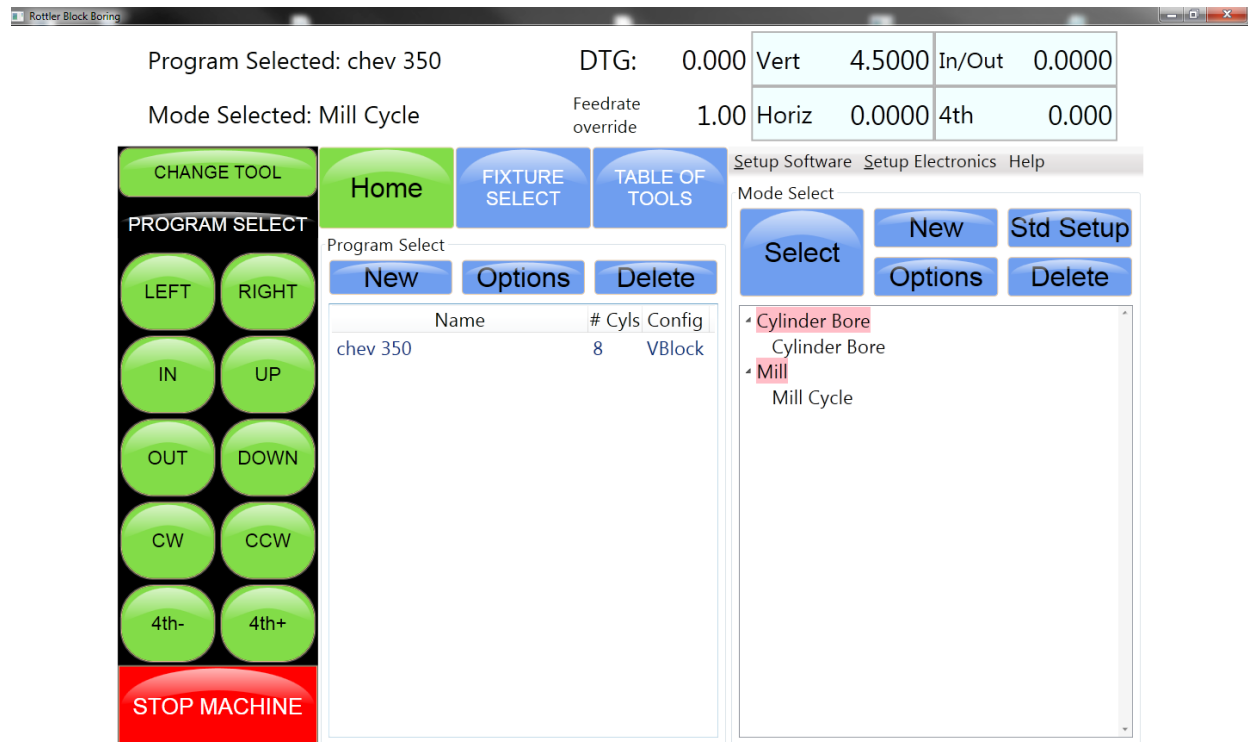 Rottler Block Boring
Program Selected: chev 350
DTG: 0.000
Vert 4.5000
In/Out 0.0000
Mode Selected: Mill Cycle
Feedrate
override
1.00
Horiz 0.0000
4th 0.000
CHANGE TOOL
PROGRAM SELECT
LEFT
RIGHT
IN
UP
OUT
DOWN
CW
CCW
4th-
4th+
STOP MACHINE
Home
FIXTURE
SELECT
TABLE OF
TOOLS
Program Select
New
Options
Delete
Name # Cyls Config
chev 350 8 VBlock
Setup Software Setup Electronics Help
Mode Select
Select
New
Std Setup
Options
Delete
Cylinder Bore
Cylinder Bore
Mill
Mill Cycle